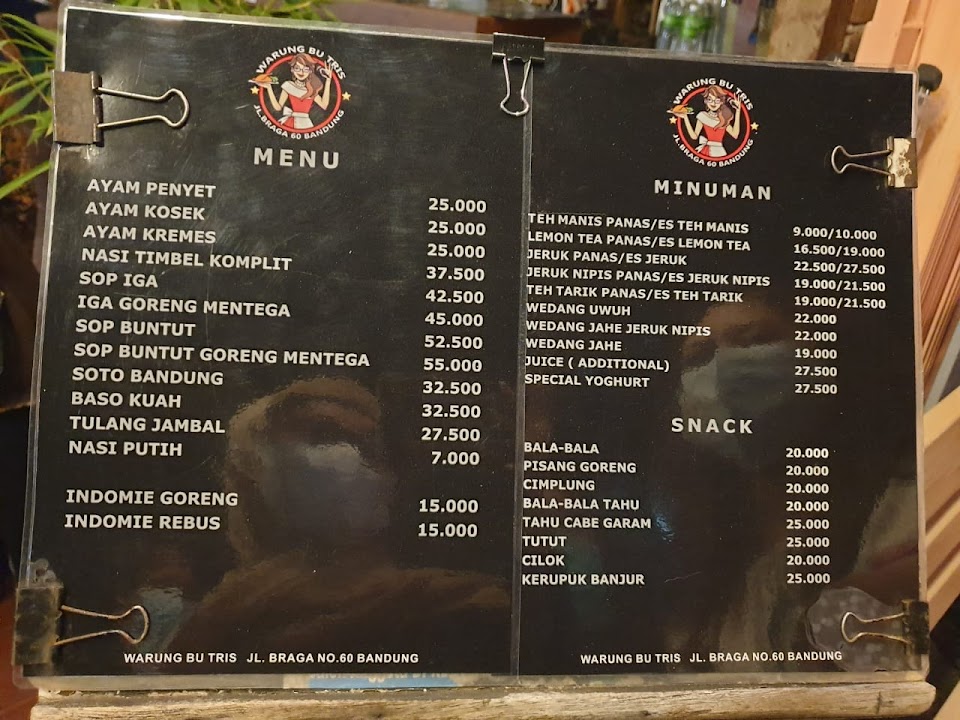 WARUNG BU TRIS
JL.BRAGA 60 BANDUNG
MENU
AYAM PENYET 25.000
AYAM KOSEK 25.000
AYAM KREMES 25.000
NASI TIMBEL KOMPLIT 37.500
SOP IGA 42.500
IGA GORENG MENTEGA 45.000
SOP BUNTUT 52.500
SOP BUNTUT GORENG MENTEGA 55.000
SOTO BANDUNG 32.500
BASO KUAH 32.500
TULANG JAMBAL 27.500
NASI PUTIH 7.000
INDOMIE GORENG 15.000
INDOMIE REBUS 15.000
WARUNG BU TRIS JL. BRAGA NO.60 BANDUNG
WARUNG BU TRIS
JL.BRAGA 60 BANDUNG
MINUMAN
TEH MANIS PANAS/ES TEH MANIS 9.000/10.000
LEMON TEA PANAS/ES LEMON TEA 16.500/19.000
JERUK PANAS/ES JERUK 22.500/27.500
JERUK NIPIS PANAS/ES JERUK NIPIS 19.000/21.500
TEH TARIK PANAS/ES TEH TARIK 19.000/21.500
WEDANG UWUH 22.000
WEDANG JAHE JERUK NIPIS 22.000
WEDANG JAHE 19.000
JUICE ( ADDITIONAL) 27.500
SPECIAL YOGHURT 27.500
SNACK
BALA-BALA 20.000
PISANG GORENG 20.000
CIMPLUNG 20.000
BALA-BALA TAHU 20.000
TAHU CABE GARAM 25.000
TUTUT 25.000
CILOK 20.000
KERUPUK BANJUR 25.000
WARUNG BU TRIS JL. BRAGA NO.60 BANDUNG